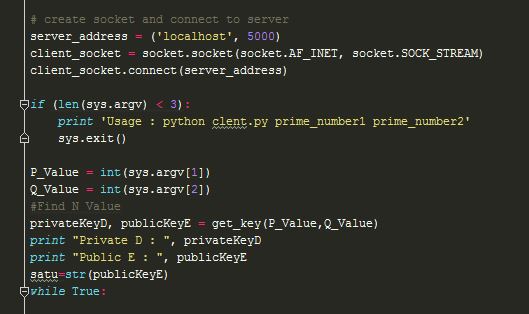 # create socket and connect to server
server_address = ('localhost', 5000)
client_socket = socket.socket(socket.AF_INET, socket.SOCK_STREAM)
client_socket.connect(server_address)
if (len(sys.argv) < 3):
print 'Usage : python clent.py prime_number1 prime_number2'
sys.exit()
P_Value = int(sys.argv[1])
Q_Value = int(sys.argv[2])
#Find N Value
privateKeyD, publicKeyE = get_key(P_Value,Q_Value)
print "Private D : ", privateKeyD
print "Public E : ", publicKeyE
satu=str(publicKeyE)
while True: